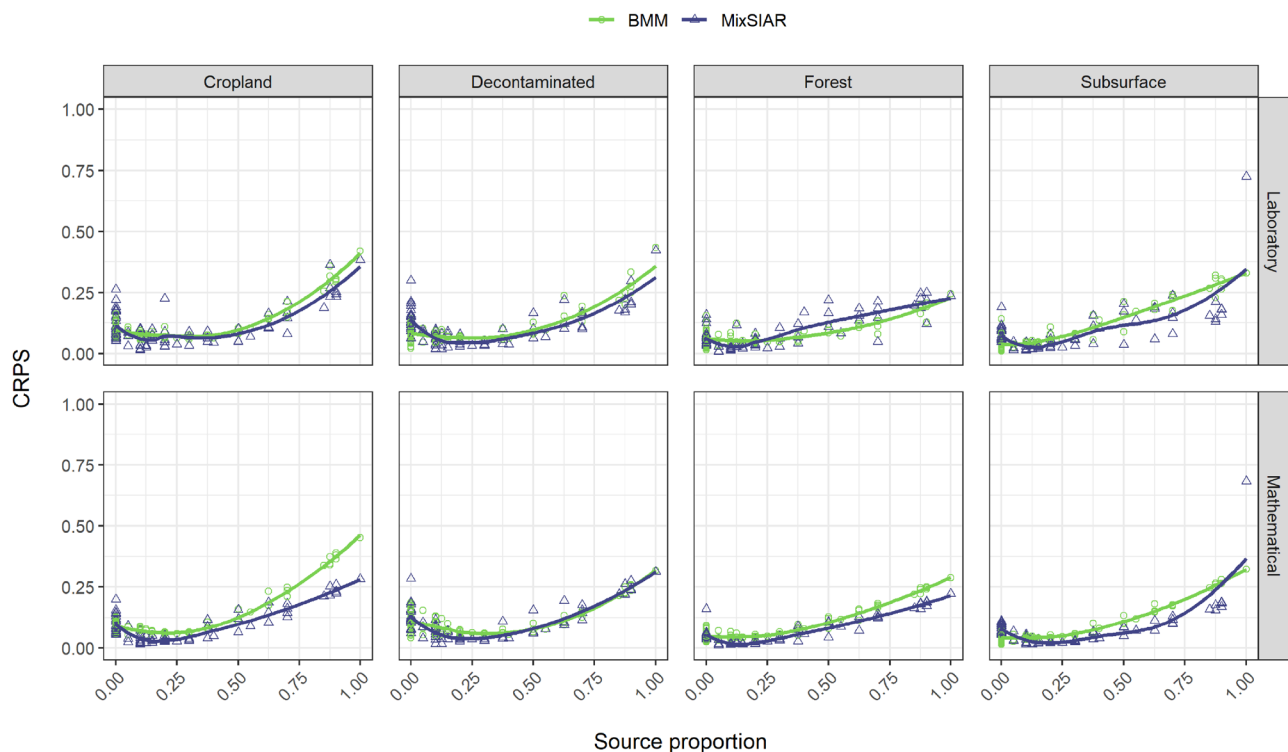 BMM MixSIAR
Cropland Decontaminated Forest Subsurface
1.00
0.75
0.50
0.25
0.00
Laboratory
1.00
0.75
0.50
0.25
0.00
Mathematical
CRPS
0.00 0.25 0.50 0.75 1.00 0.00 0.25 0.50 0.75 1.00 0.00 0.25 0.50 0.75 1.00 0.00 0.25 0.50 0.75 1.00
Source proportion